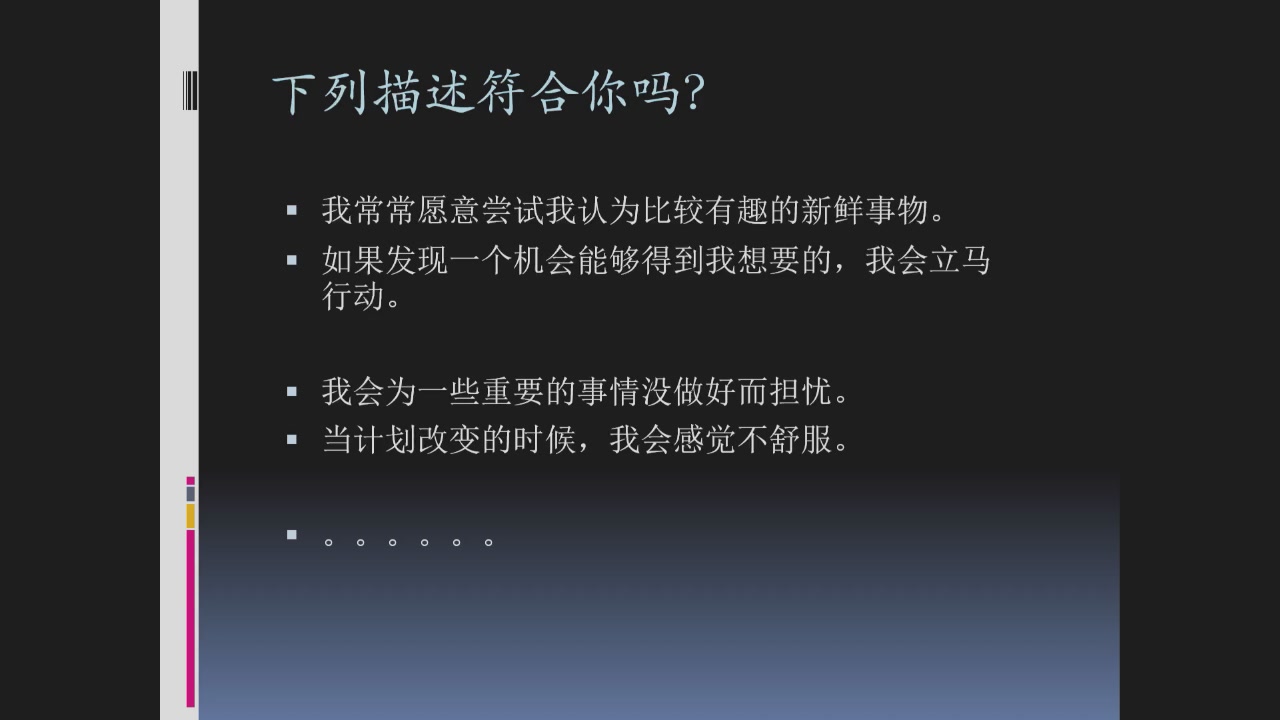 下列描述符合你吗?
我常常愿意尝试我认为比较有趣的新鲜事物。
如果发现一个机会能够得到我想要的，我会立马
行动。
我会为一些重要的事情没做好而担忧。
当计划改变的时候，我会感觉不舒服。
。。。。。。